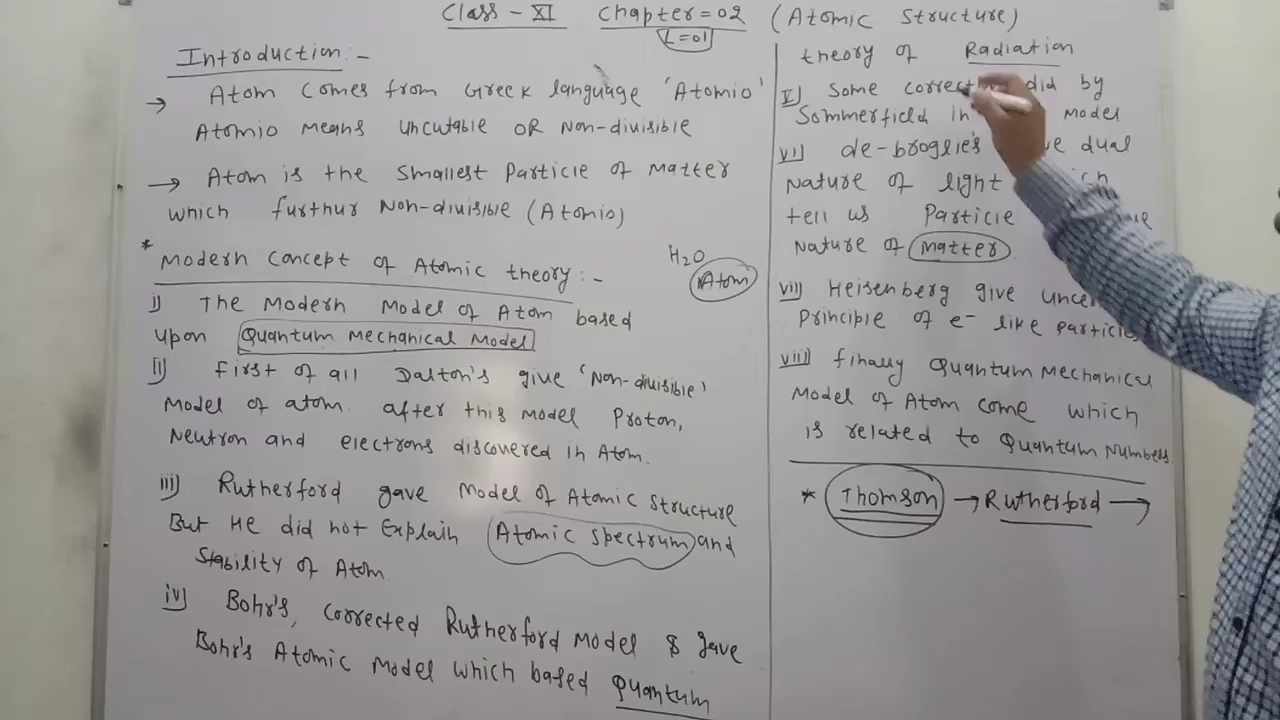 Class - XI Chapter = 02 (Atomic Structure)
L = 01
Introduction :-
→ Atom comes from Greek language 'Atomio'
Atomio means uncutable OR Non-divisible
→ Atom is the smallest Particle of Matter
which furthur Non-divisible (Atomio)
* Modern concept of Atomic theory :-
H2O
Atom
i) The Modern Model of Atom based
upon Quantum Mechanical Model
ii) First of all Dalton's give 'Non-divisible'
Model of atom. after this model Proton,
Neutron and electrons discovered in Atom.
iii) Rutherford gave Model of Atomic Structure
But He did not Explain Atomic Spectrum and
Stability of Atom
iv) Bohr's, corrected Rutherford Model & gave
Bohr's Atomic Model which based Quantum
theory of Radiation
v) Some did by
Sommerfield in Model
vi) de-broglie's dual
Nature of light
tell us Particle
Nature of Matter
vii) Heisenberg give
Principle of e- like
viii) finally Quantum Mechanical
Model of Atom come which
is related to Quantum Numbers
* Thomson → Rutherford →